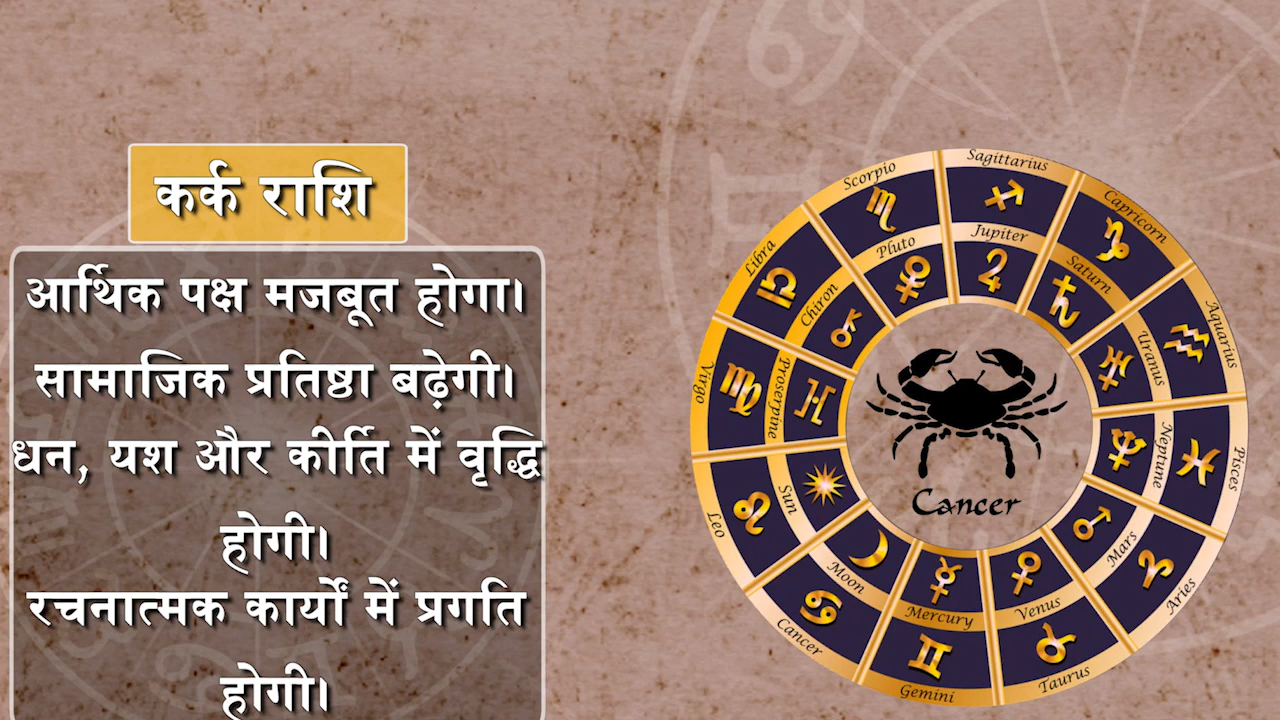 कर्क राशि
आर्थिक पक्ष मजबूत होगा।
सामाजिक प्रतिष्ठा बढ़ेगी।
धन, यश और कीर्ति में वृद्धि
होगी।
रचनात्मक कार्यों में प्रगति
होगी।
Sagittarius
Capricorn
Aquarius
Pisces
Aries
Taurus
Gemini
Cancer
Leo
Virgo
Libra
Scorpio
Jupiter
Saturn
Uranus
Neptune
Mars
Venus
Mercury
Moon
Sun
Proserpine
Chiron
Pluto
Cancer